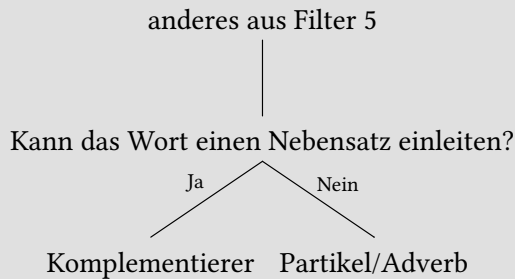 anderes aus Filter 5
Kann das Wort einen Nebensatz einleiten?
Ja Nein
Komplementierer Partikel/Adverb